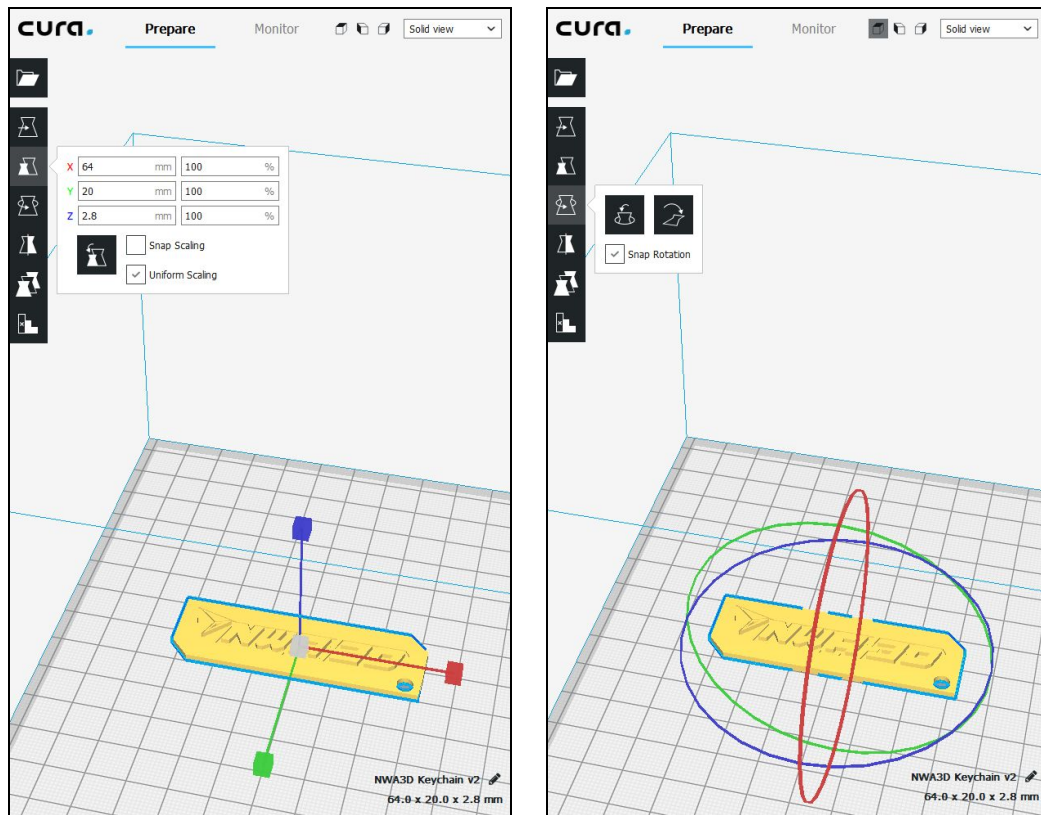 cura.
Prepare
Monitor
Solid view
X 64 mm 100 %
Y 20 mm 100 %
Z 2.8 mm 100 %
Snap Scaling
Uniform Scaling
NWA3D
NWA3D Keychain v2
64.0 x 20.0 x 2.8 mm
cura.
Prepare
Monitor
Solid view
Snap Rotation
NWA3D
NWA3D Keychain v2
64.0 x 20.0 x 2.8 mm